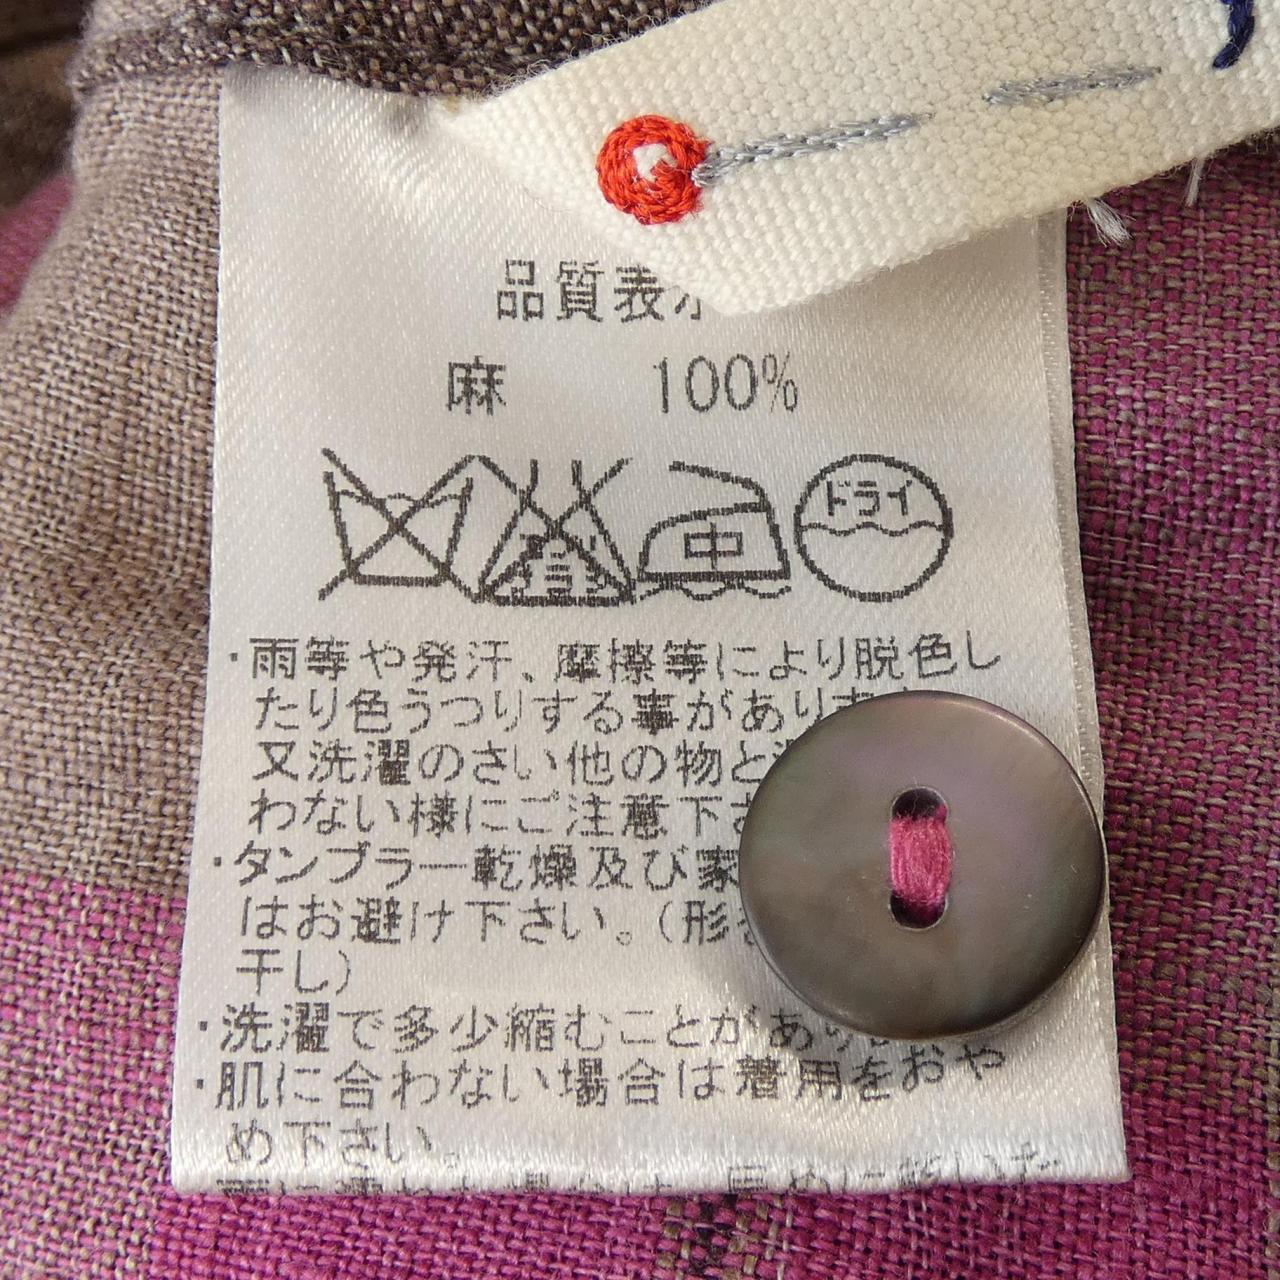 品質表示
麻 100%
中 ドライ
・雨等や発汗、摩擦等により脱色し
たり色うつりする事があります
又洗濯のさい他の物と
わない様にご注意下さ
・タンブラー乾燥及び家
はお避け下さい。(形を
干し)
・洗濯で多少縮むことがあり
・肌に合わない場合は着用をおや
め下さい。